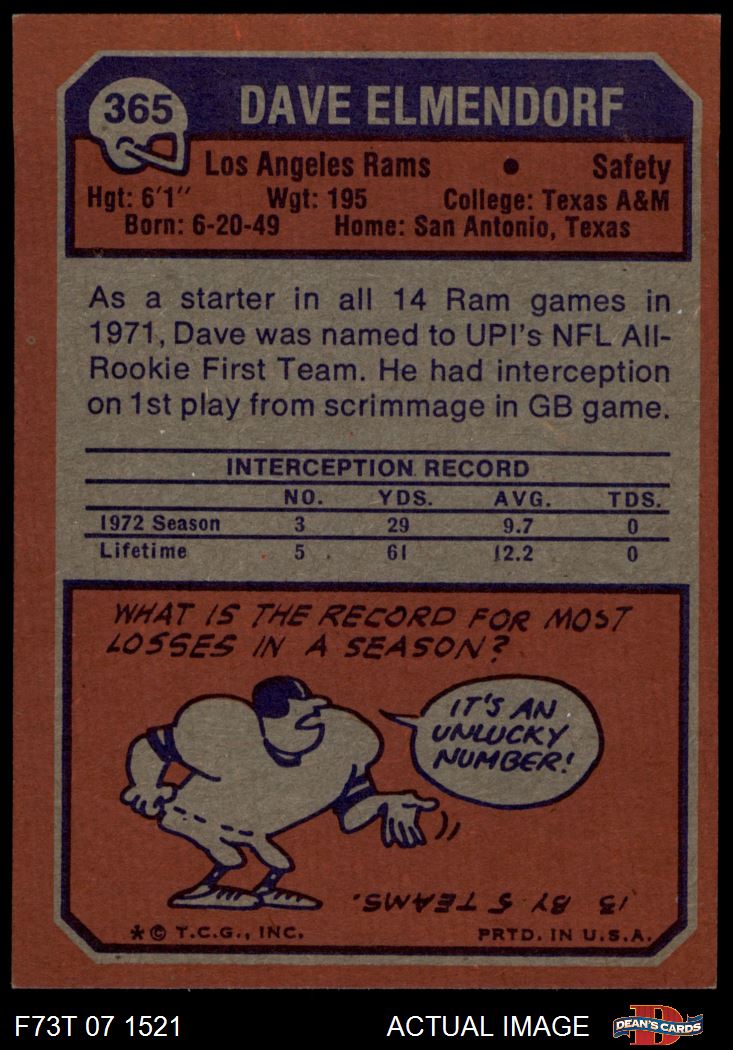 365
DAVE ELMENDORF
Los Angeles Rams • Safety
Hgt: 6'1" Wgt: 195 College: Texas A&M
Born: 6-20-49 Home: San Antonio, Texas
As a starter in all 14 Ram games in
1971, Dave was named to UPI's NFL All-
Rookie First Team. He had interception
on 1st play from scrimmage in GB game.
INTERCEPTION RECORD
NO. YDS. AVG. TDS.
1972 Season 3 29 9.7 0
Lifetime 5 61 12.2 0
WHAT IS THE RECORD FOR MOST
LOSSES IN A SEASON?
IT'S AN
UNLUCKY
NUMBER!
13 BY 5 TEAMS.
*© T.C.G., INC. PRTD. IN U.S.A.
F73T 07 1521 ACTUAL IMAGE D DEAN'S CARDS